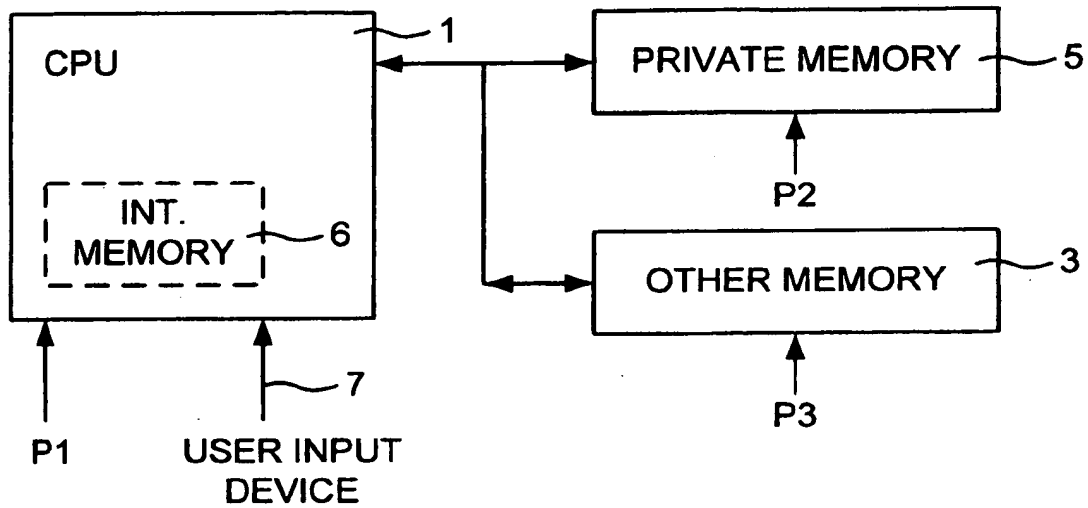 1
CPU
PRIVATE MEMORY
5
P2
INT.
MEMORY
6
OTHER MEMORY
3
7
P3
P1
USER INPUT
DEVICE